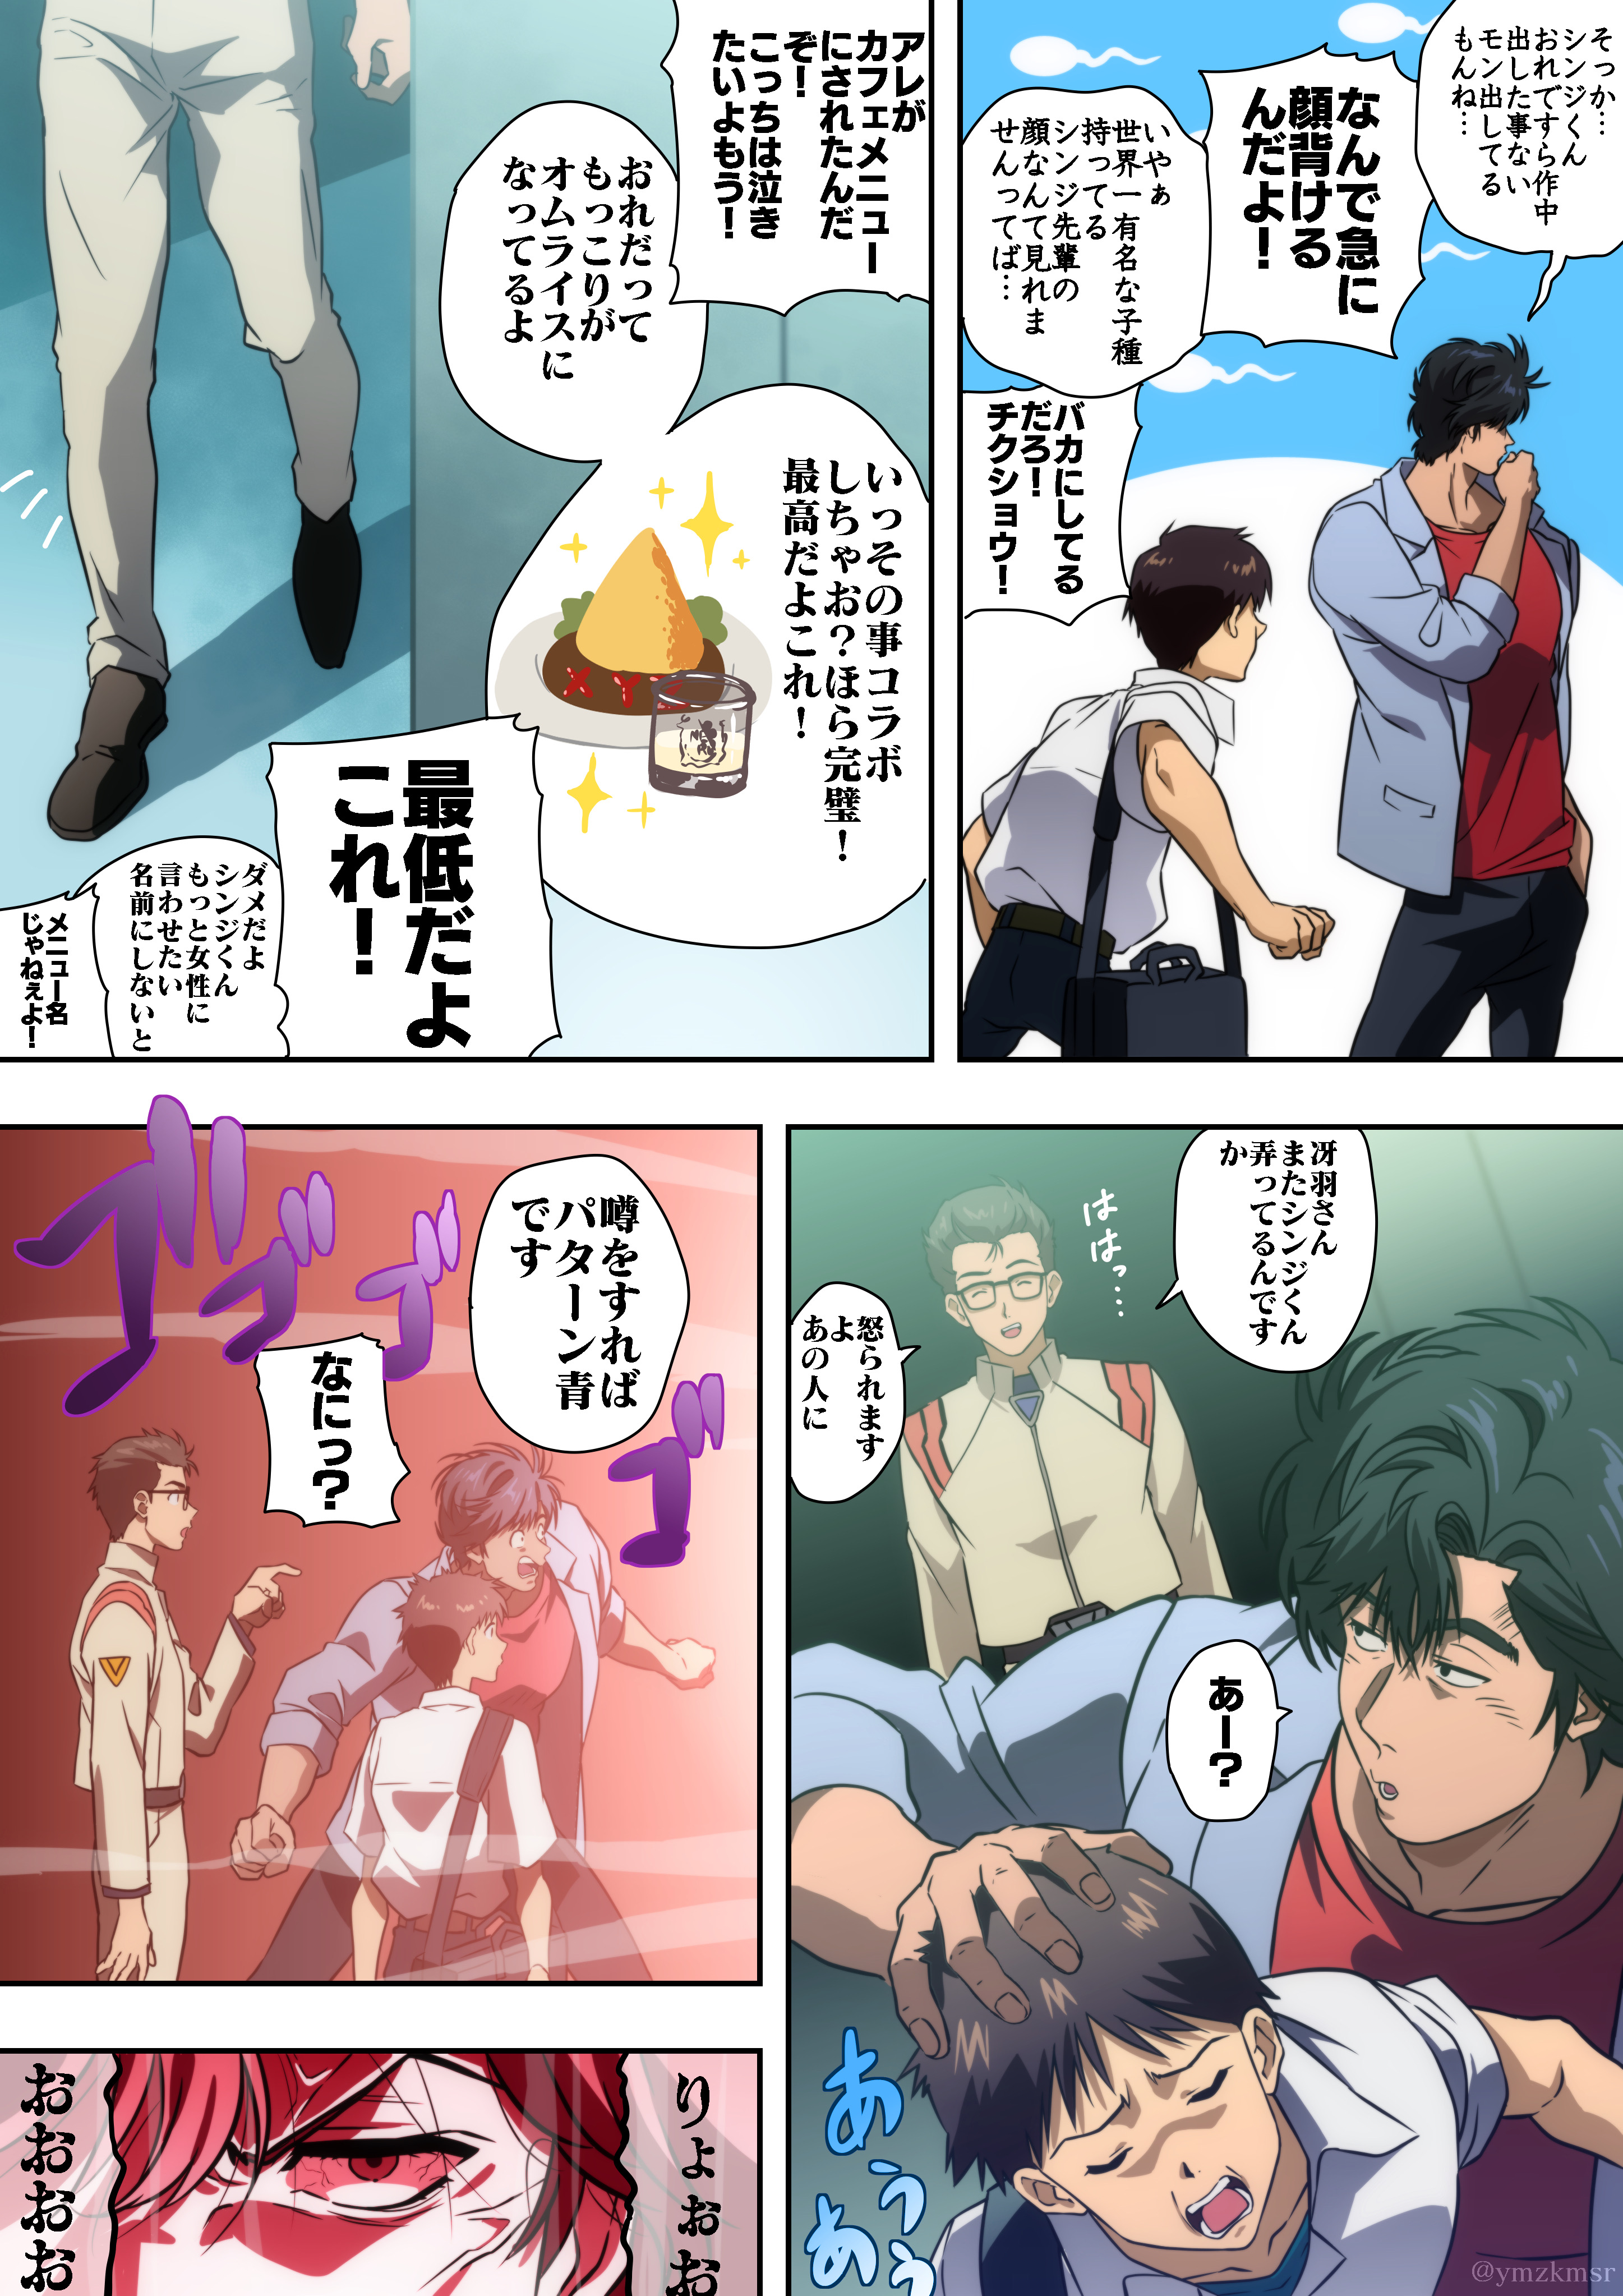 そっか…
シンジくん
おれですら作中
出した事ない
モン出してる
もんね…
なんで急に
顔背ける
んだよ！
いやぁ
世界一有名な子種
持ってる
シンジ先輩の
顔なんて見れま
せんってば…
バカにしてる
だろ！
チクショウ！
アレが
カフェメニュー
にされたんだ
ぞ！
こっちは泣き
たいよもう！
おれだって
もっこりが
オムライスに
なってるよ
いっその事コラボ
しちゃお？ほら完璧！
最高だよこれ！
XYZ
最低だよ
これ！
ダメだよ
シンジくん
もっと女性に
言わせたい
名前にしないと
メニュー名
じゃねぇよ！
冴羽さん
またシンジくん
弄ってるんです
か
はは っ…
怒られます
よ
あの人に
あー？
あうう
あうう
噂をすれば
パターン青
です
なにっ？
ゴゴゴゴゴ
りょぉお
おおおお
@ymzkmsr